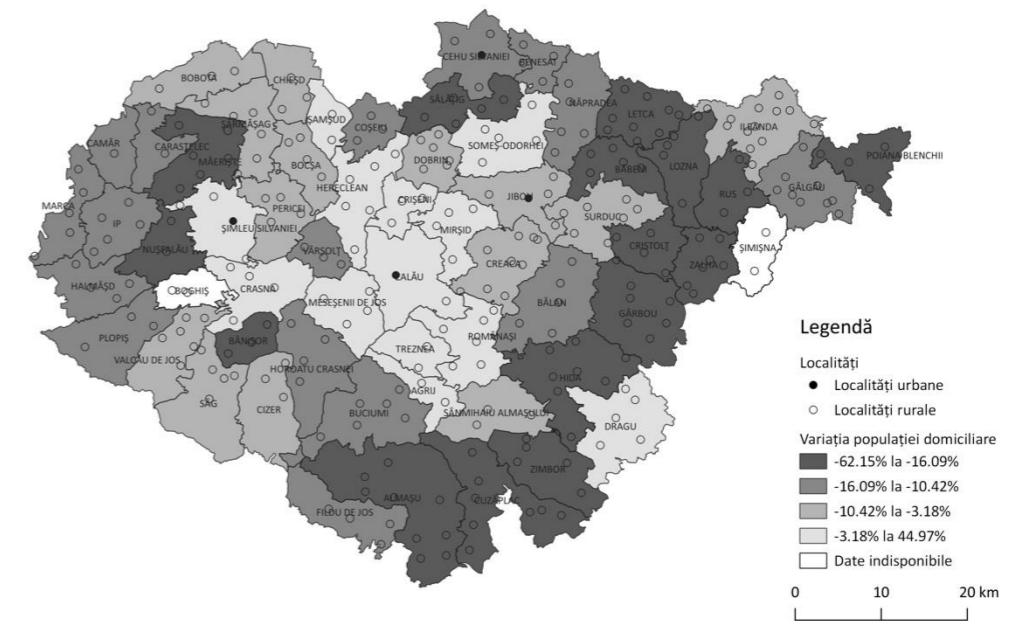 CEHU SILVANIEI
BENESAT
BOBOTA
CHIEȘD
SĂLĂȚIG
NĂPRADEA
LETCA
ȘAMȘUD
COȘEIU
SĂRMĂȘAG
ILEANDA
CAMĂR
CARASTELEC
SOMEȘ-ODORHEI
POIANA BLENCHII
MĂERIȘTE
BOCȘA
DOBRIN
BĂBENI
LOZNA
HERECLEAN
GÂLGĂU
CRIȘENI
JIBOU
RUS
MARCA
PERICEI
SURDUC
IP
ȘIMLEU SILVANIEI
MIRȘID
CRISTOLȚ
ȘIMIȘNA
NUȘFALĂU
VÂRȘOLȚ
CREACA
ZALHA
ZALĂU
HALMĂȘD
BOGHIȘ
CRASNA
MESEȘENII DE JOS
BĂLAN
GÂRBOU
PLOPIȘ
BĂNIȘOR
ROMÂNAȘI
TREZNEA
VALCĂU DE JOS
HOROATU CRASNEI
HIDA
AGRIJ
SÂG
CIZER
BUCIUMI
SÂNMIHAIU ALMAȘULUI
DRAGU
ZIMBOR
ALMAȘU
CUZĂPLAC
FILDU DE JOS
Legendă
Localități
Localități urbane
Localități rurale
Variația populației domiciliare
-62.15% la -16.09%
-16.09% la -10.42%
-10.42% la -3.18%
-3.18% la 44.97%
Date indisponibile
0 10 20 km